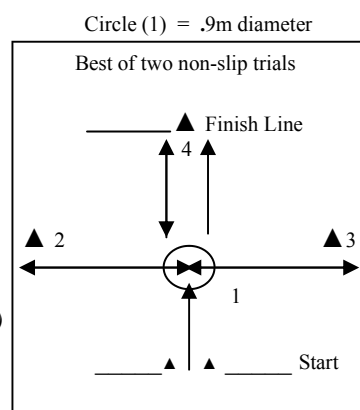 Circle (1) = .9m diameter
Best of two non-slip trials
Finish Line
4
2
3
1
Start
)